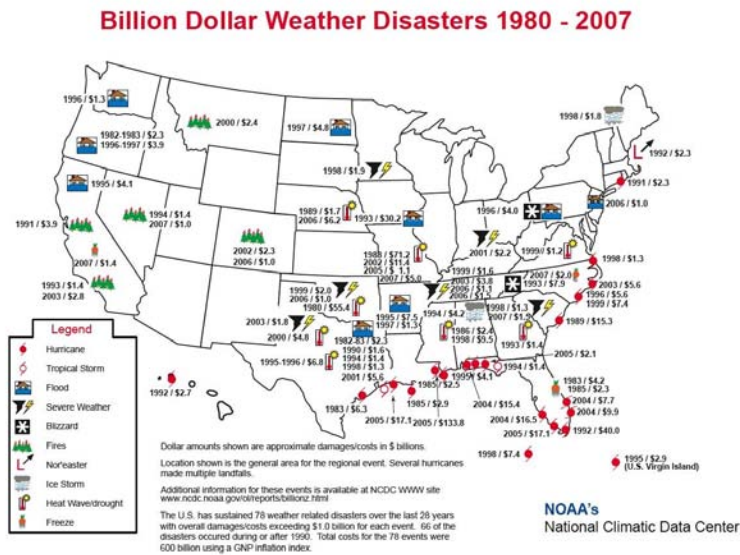 Billion Dollar Weather Disasters 1980 - 2007
1996 / $1.3
2000 / $2.4
1997 / $4.8
1998 / $1.8
1982-1983 / $2.3
1996-1997 / $3.9
1992 / $2.3
1998 / $1.9
1991 / $2.3
1995 / $4.1
2006 / $1.0
1989 / $1.7
2006 / $6.2
1993 / $30.2
1996 / $4.0
1991 / $3.9
1994 / $1.4
2007 / $1.0
2001 / $2.2
1999 / $1.2
2002 / $2.3
2006 / $1.0
1988 / $71.2
2002 / $11.4
2005 / $ 1.1
2007 / $5.0
1998 / $1.3
2007 / $1.4
1999 / $1.6
2003 / $3.8
2006 / $1.1
2006 / $1.5
2007 / $2.0
1993 / $7.9
1993 / $1.4
2003 / $2.8
1999 / $2.0
2006 / $1.0
1980 / $55.4
2003 / $5.6
1996 / $5.6
1999 / $7.4
1995 / $7.5
1997 / $1.3
1994 / $4.2
1998 / $1.3
2007 / $1.9
1989 / $15.3
2003 / $1.8
2000 / $4.8
1986 / $2.4
1998 / $9.5
1993 / $1.4
1982-83 / $2.3
1990 / $1.6
1994 / $1.4
1998 / $1.3
2001 / $5.6
2005 / $2.1
1995-1996 / $6.8
1994 / $1.4
1995 / $4.1
1985 / $2.5
1983 / $4.2
1985 / $2.3
1992 / $2.7
1983 / $6.3
1985 / $2.9
2004 / $7.7
2004 / $15.4
2004 / $9.9
2005 / $17.1
2005 / $133.8
2004 / $16.5
2005 / $17.1
1992 / $40.0
1998 / $7.4
1995 / $2.9
(U.S. Virgin Island)
Legend
Hurricane
Tropical Storm
Flood
Severe Weather
Blizzard
Fires
Nor'easter
Ice Storm
Heat Wave/drought
Freeze
Dollar amounts shown are approximate damages/costs in $ billions.
Location shown is the general area for the regional event. Several hurricanes
made multiple landfalls.
Additional information for these events is available at NCDC WWW site
www.ncdc.noaa.gov/ol/reports/billionz.html
The U.S. has sustained 78 weather related disasters over the last 28 years
with overall damages/costs exceeding $1.0 billion for each event. 66 of the
disasters occured during or after 1990. Total costs for the 78 events were
600 billion using a GNP inflation index.
NOAA's
National Climatic Data Center